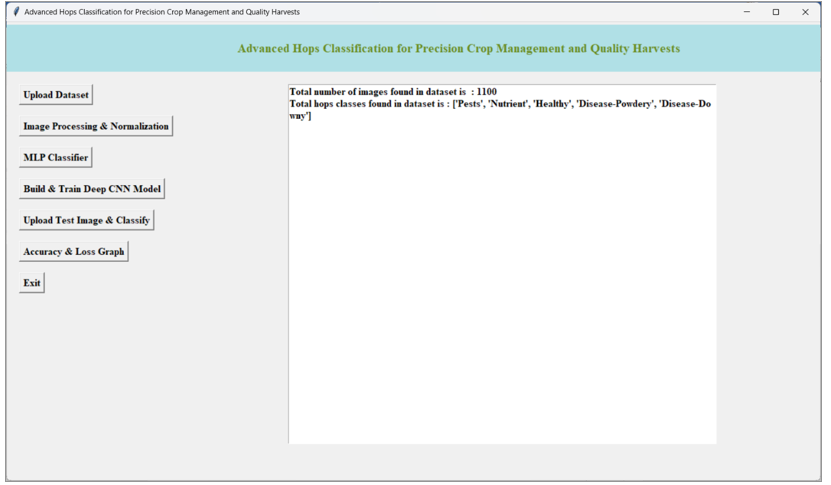 Advanced Hops Classification for Precision Crop Management and Quality Harvests
Advanced Hops Classification for Precision Crop Management and Quality Harvests
Upload Dataset
Image Processing & Normalization
MLP Classifier
Build & Train Deep CNN Model
Upload Test Image & Classify
Accuracy & Loss Graph
Exit
Total number of images found in dataset is  : 1100
Total hops classes found in dataset is : ['Pests', 'Nutrient', 'Healthy', 'Disease-Powdery', 'Disease-Do
wny']